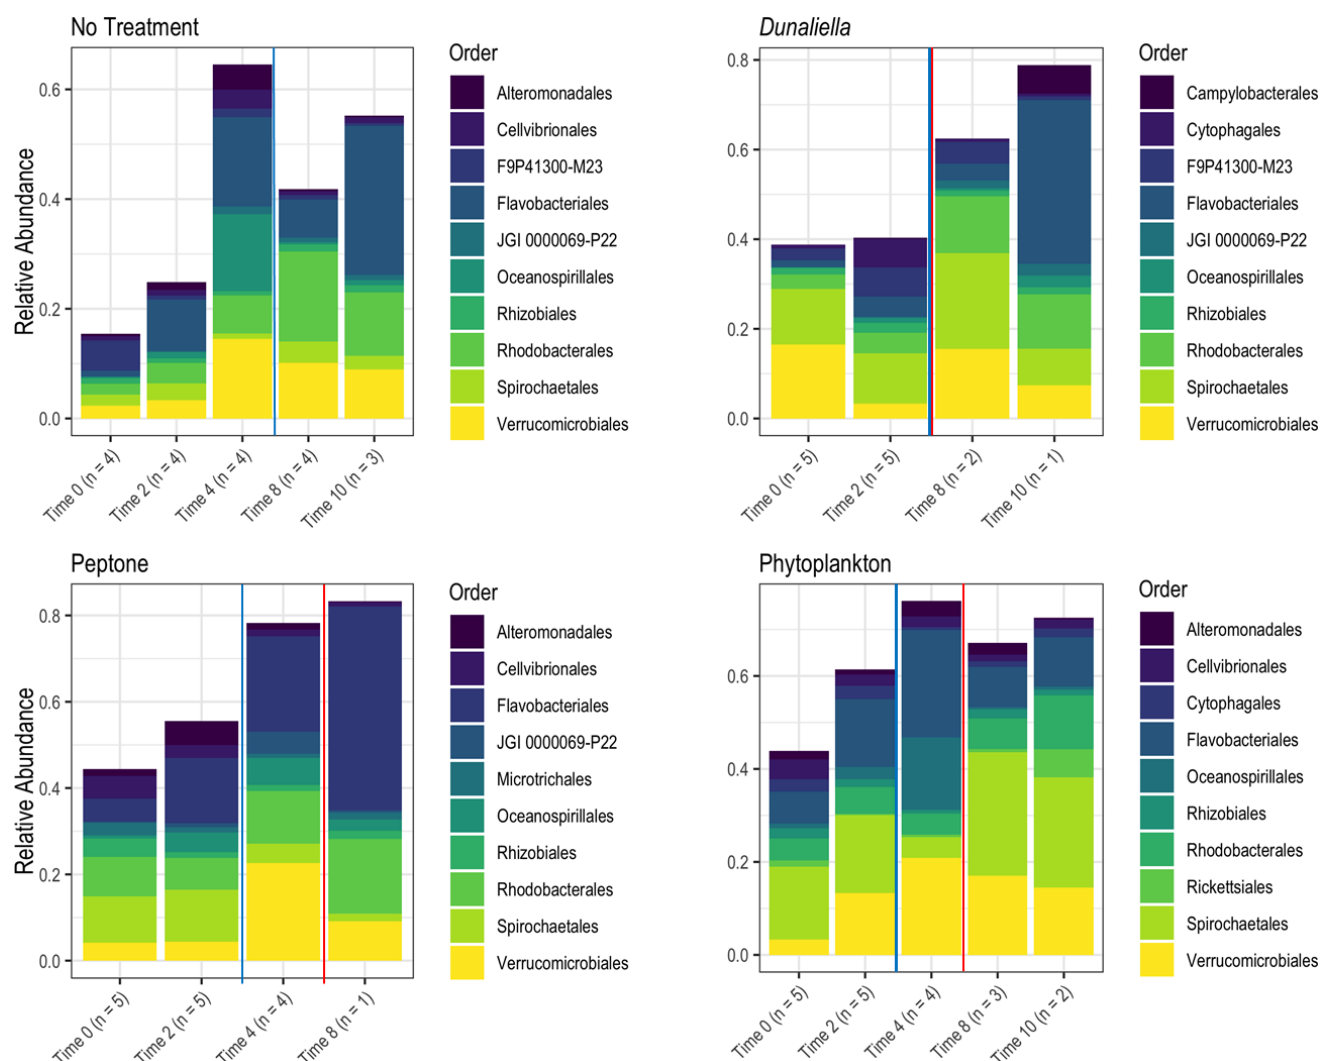 No Treatment
Relative Abundance
0.6
0.4
0.2
0.0
Time 0 (n = 4)
Time 2 (n = 4)
Time 4 (n = 4)
Time 8 (n = 4)
Time 10 (n = 3)
Order
Alteromonadales
Cellvibrionales
F9P41300-M23
Flavobacteriales
JGI 0000069-P22
Oceanospirillales
Rhizobiales
Rhodobacterales
Spirochaetales
Verrucomicrobiales
Dunaliella
0.8
0.6
0.4
0.2
0.0
Time 0 (n = 5)
Time 2 (n = 5)
Time 8 (n = 2)
Time 10 (n = 1)
Order
Campylobacterales
Cytophagales
F9P41300-M23
Flavobacteriales
JGI 0000069-P22
Oceanospirillales
Rhizobiales
Rhodobacterales
Spirochaetales
Verrucomicrobiales
Peptone
Relative Abundance
0.8
0.6
0.4
0.2
0.0
Time 0 (n = 5)
Time 2 (n = 5)
Time 4 (n = 4)
Time 8 (n = 1)
Order
Alteromonadales
Cellvibrionales
Flavobacteriales
JGI 0000069-P22
Microtrichales
Oceanospirillales
Rhizobiales
Rhodobacterales
Spirochaetales
Verrucomicrobiales
Phytoplankton
0.6
0.4
0.2
0.0
Time 0 (n = 5)
Time 2 (n = 5)
Time 4 (n = 4)
Time 8 (n = 3)
Time 10 (n = 2)
Order
Alteromonadales
Cellvibrionales
Cytophagales
Flavobacteriales
Oceanospirillales
Rhizobiales
Rhodobacterales
Rickettsiales
Spirochaetales
Verrucomicrobiales